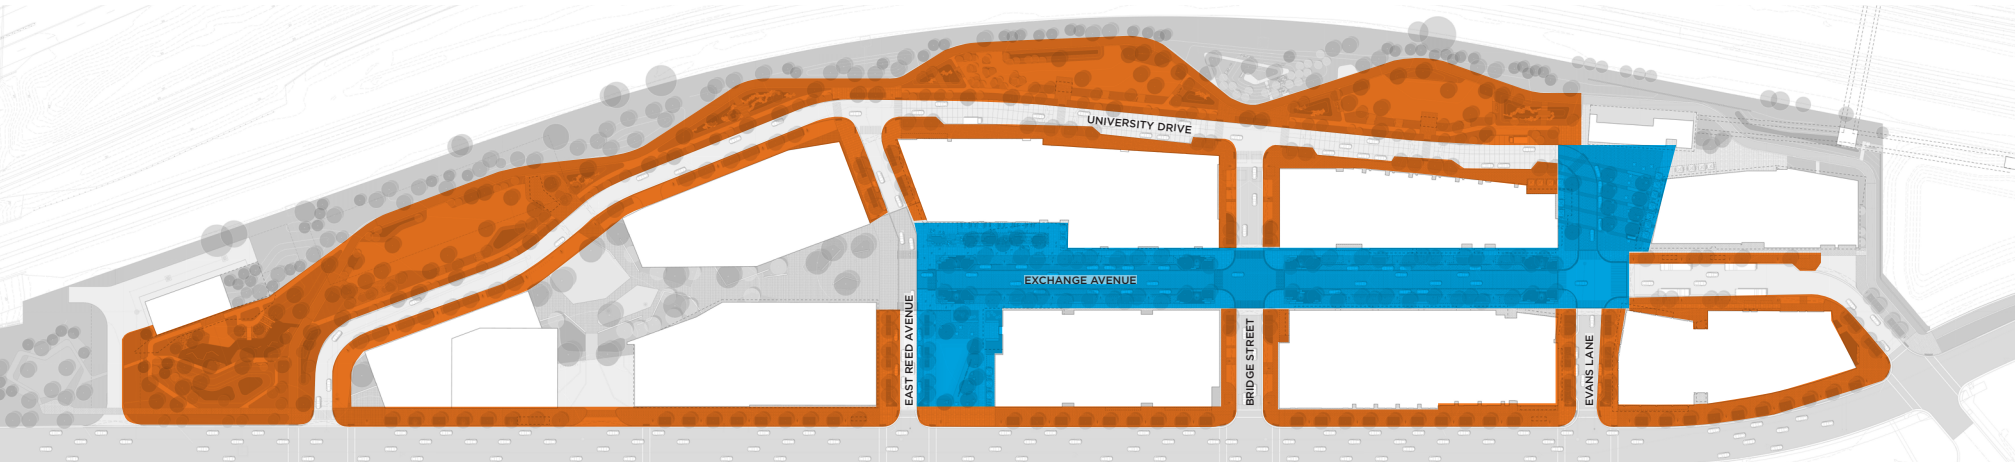 UNIVERSITY DRIVE
EXCHANGE AVENUE
EAST REED AVENUE
BRIDGE STREET
EVANS LANE